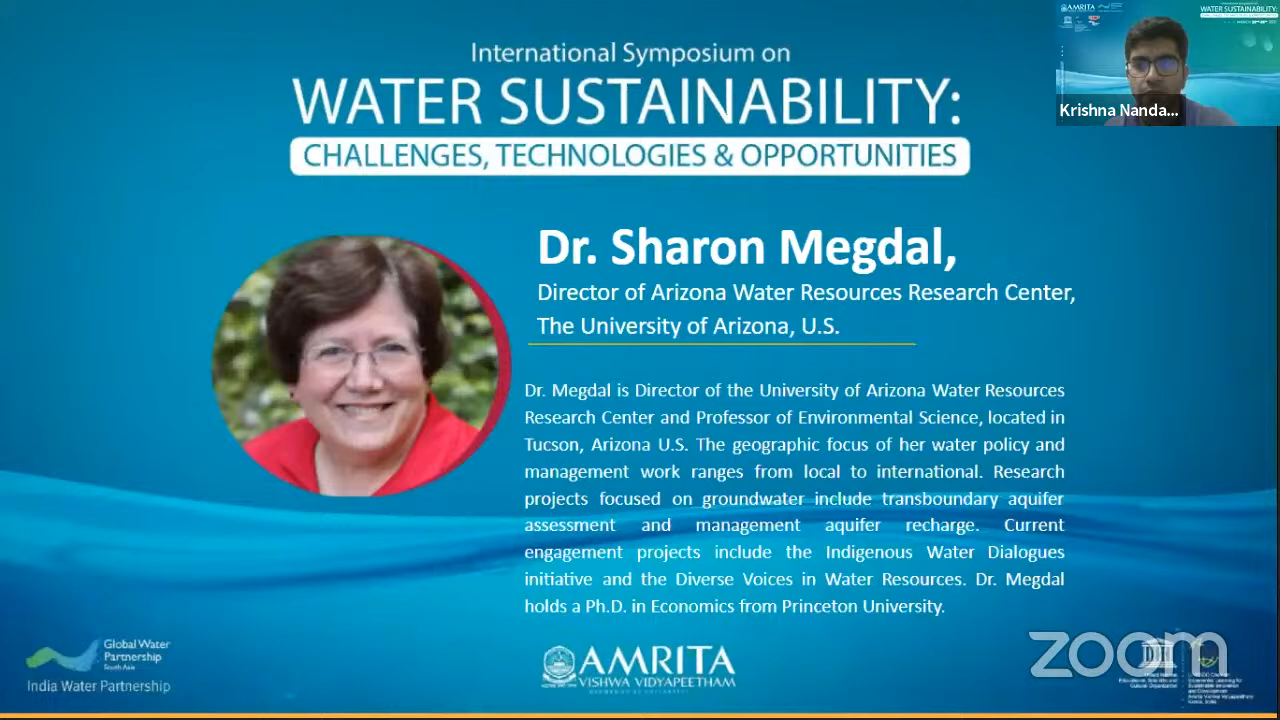 International Symposium on
WATER SUSTAINABILITY:
CHALLENGES, TECHNOLOGIES & OPPORTUNITIES
AMRITA
WATER SUSTAINABILITY:
Krishna Nanda...
Dr. Sharon Megdal,
Director of Arizona Water Resources Research Center,
The University of Arizona, U.S.
Dr. Megdal is Director of the University of Arizona Water Resources
Research Center and Professor of Environmental Science, located in
Tucson, Arizona U.S. The geographic focus of her water policy and
management work ranges from local to international. Research
projects focused on groundwater include transboundary aquifer
assessment and management aquifer recharge. Current
engagement projects include the Indigenous Water Dialogues
initiative and the Diverse Voices in Water Resources. Dr. Megdal
holds a Ph.D. in Economics from Princeton University.
Global Water
Partnership
South Asia
India Water Partnership
AMRITA
VISHWA VIDYAPEETHAM
zoom